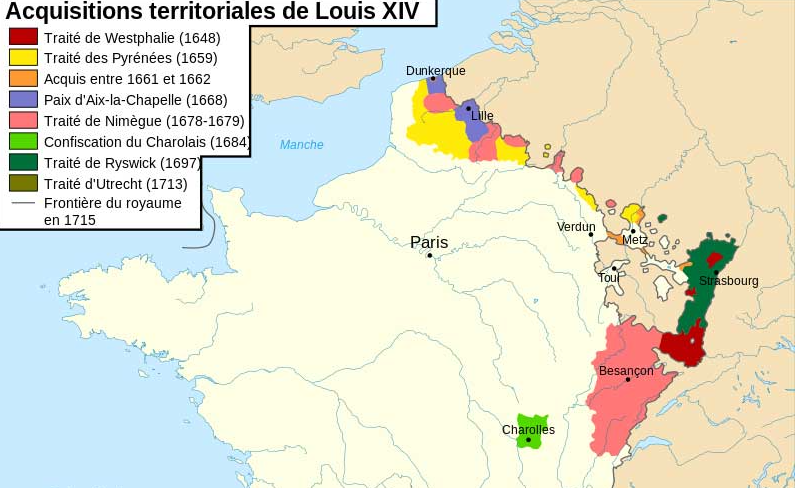 Acquisitions territoriales de Louis XIV
Traité de Westphalie (1648)
Traité des Pyrénées (1659)
Acquis entre 1661 et 1662
Paix d'Aix-la-Chapelle (1668)
Traité de Nimègue (1678-1679)
Confiscation du Charolais (1684)
Traité de Ryswick (1697)
Traité d'Utrecht (1713)
Frontière du royaume
en 1715
Dunkerque
Lille
Manche
Verdun
Metz
Paris
Toul
Strasbourg
Besançon
Charolles